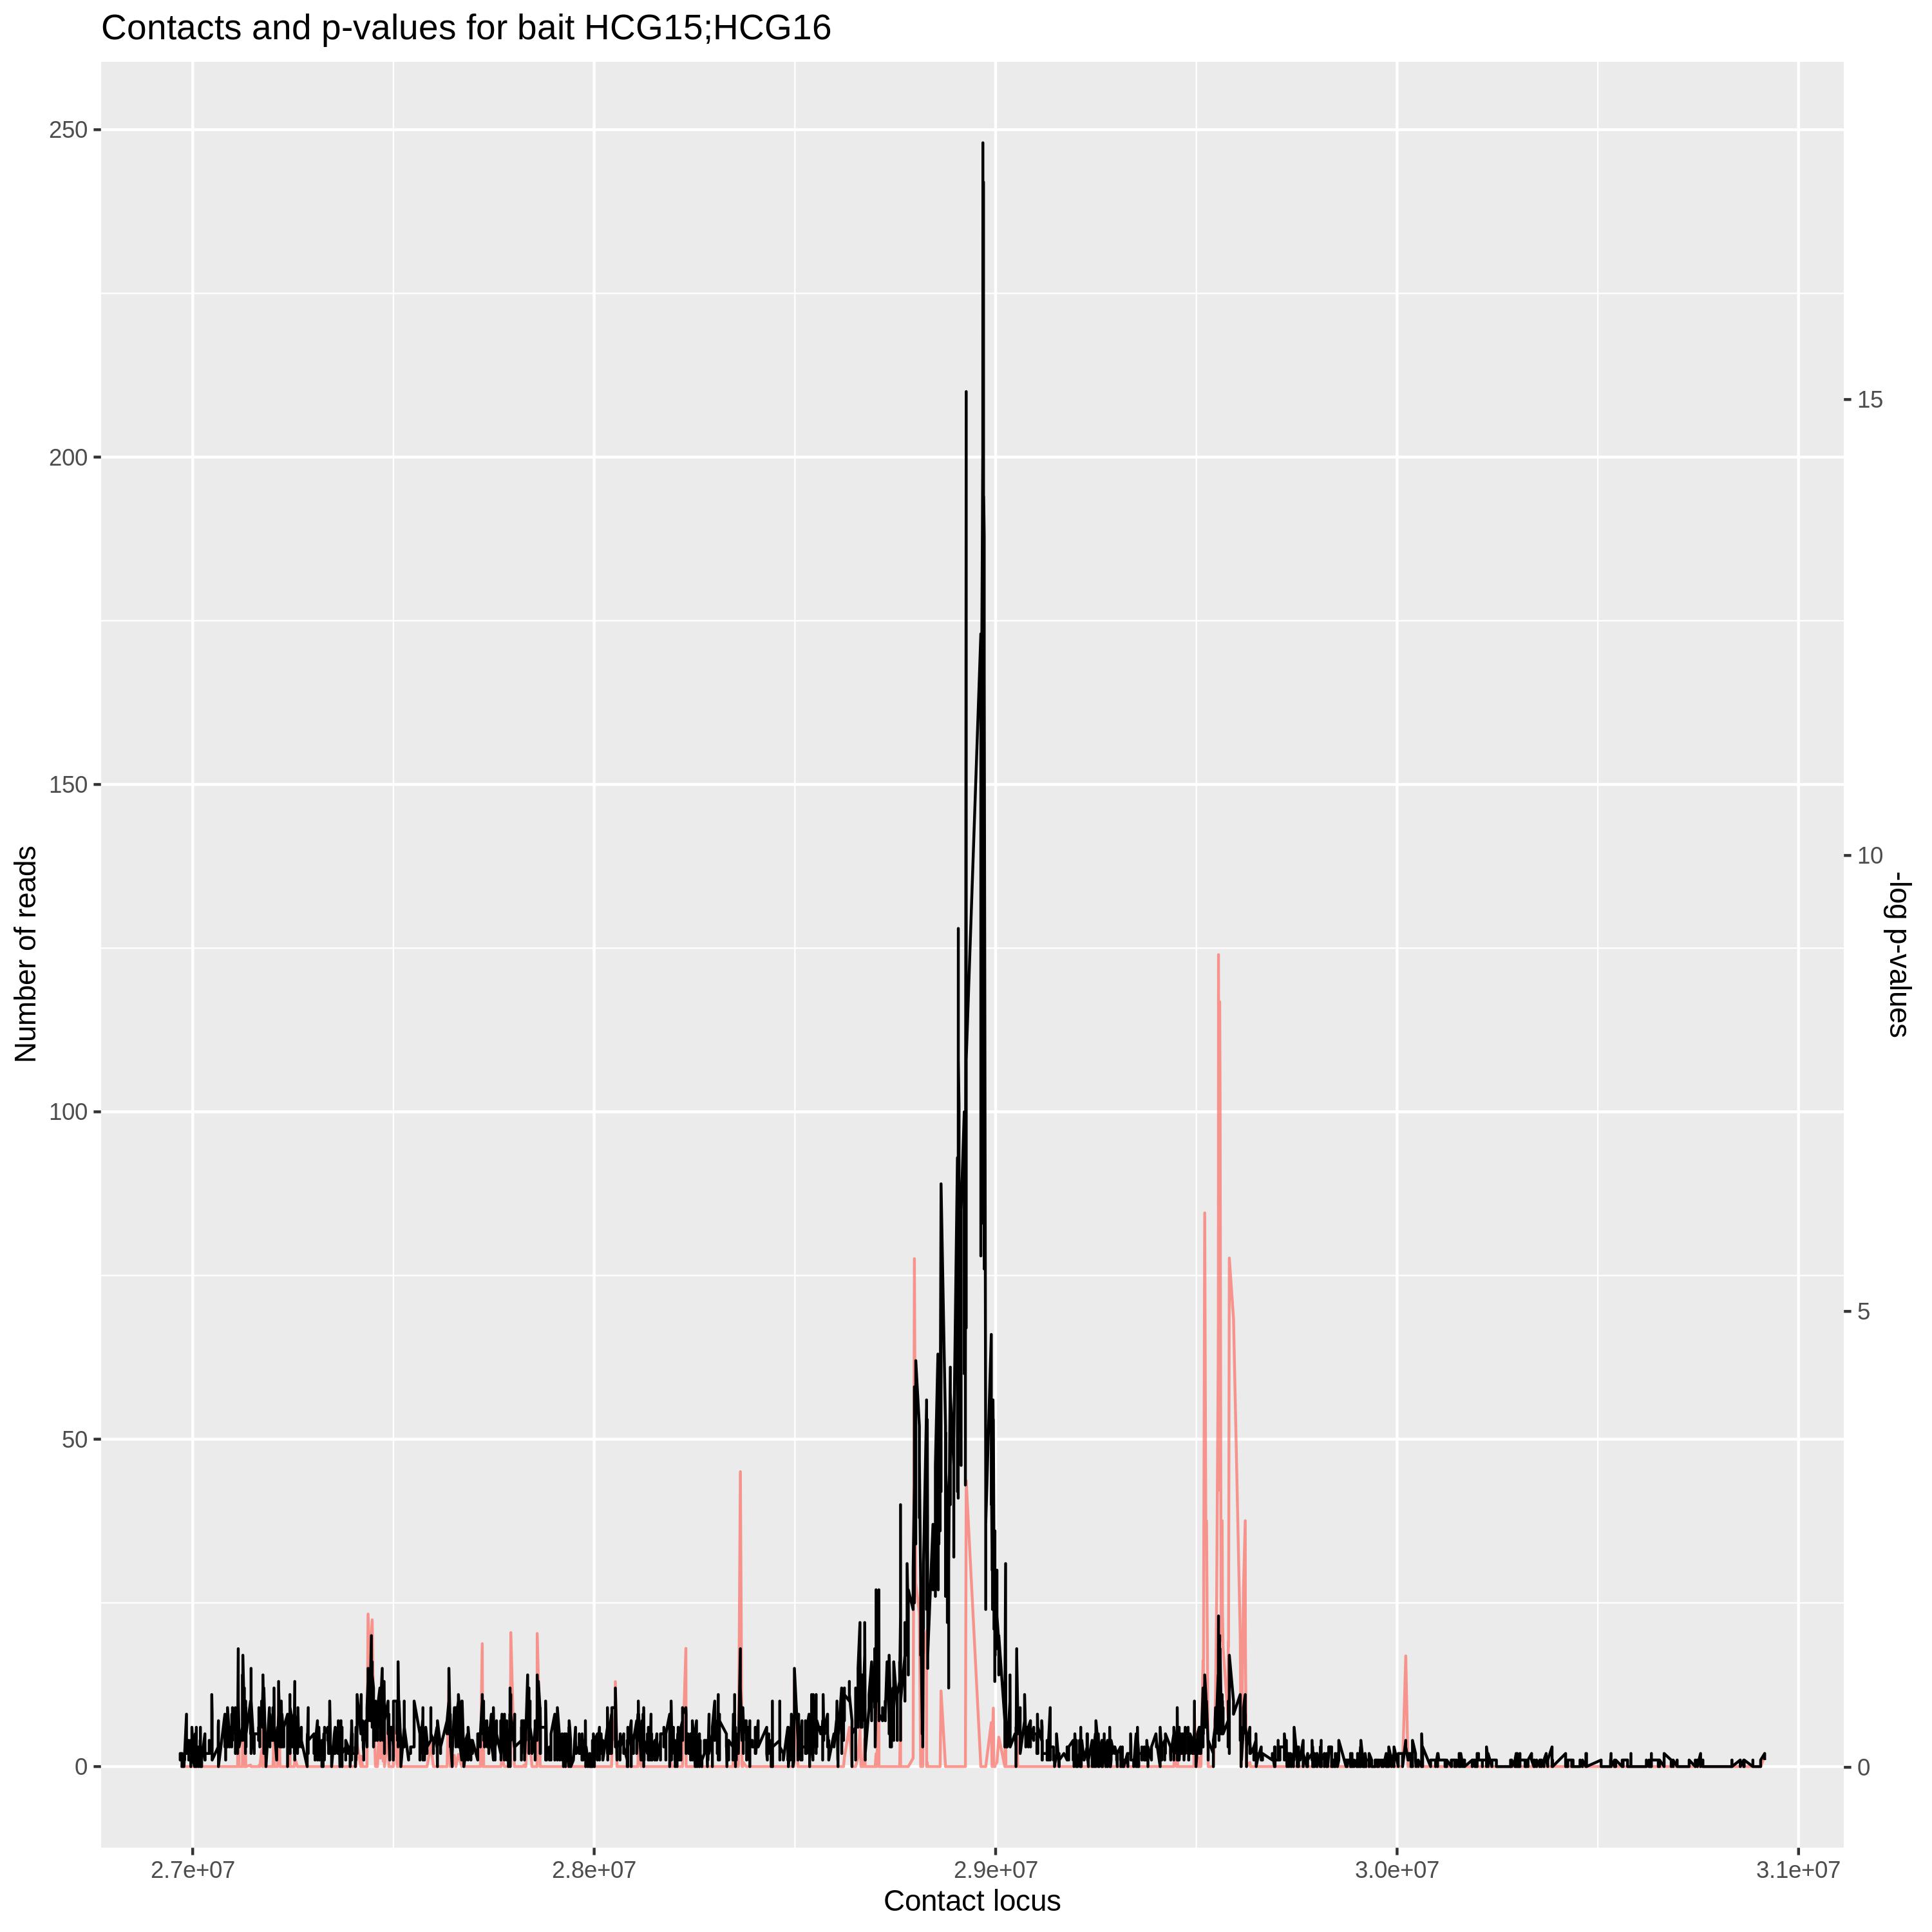 Contacts and p-values for bait HCG15;HCG16
250
200
150
100
50
0
Number of reads
15
10
5
0
-log p-values
2.7e+07 2.8e+07 2.9e+07 3.0e+07 3.1e+07
Contact locus